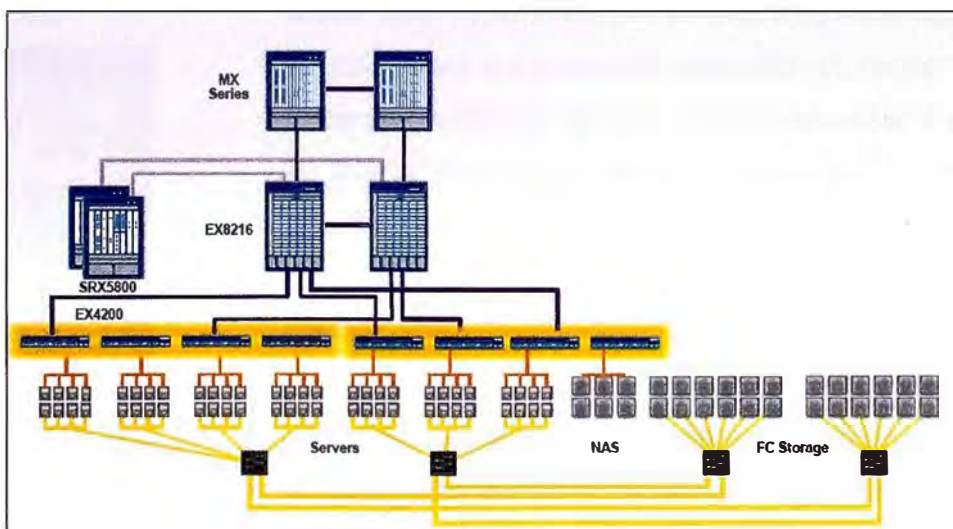 MX
Series
EX8216
SRX5800
EX4200
Servers
NAS
FC Storage